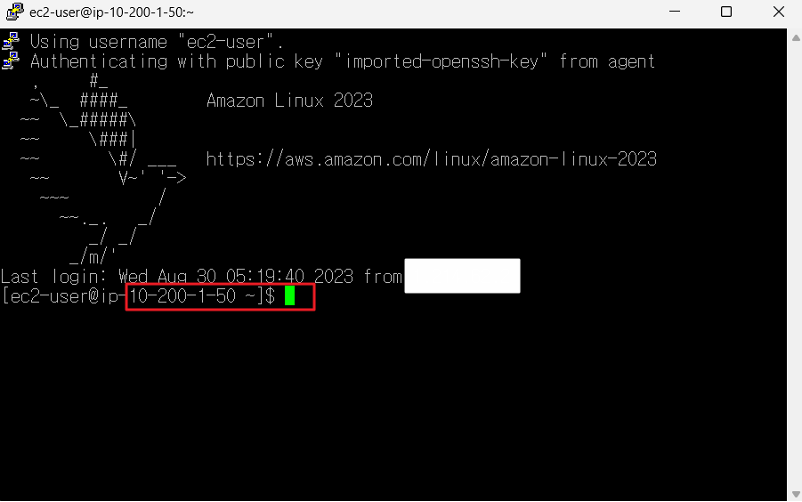 ec2-user@ip-10-200-1-50:~
Using username "ec2-user".
Authenticating with public key "imported-openssh-key" from agent
   ,     #_
   ~\_  ####_        Amazon Linux 2023
  ~~  \_#####\
  ~~     \###|
  ~~       \#/ ___   https://aws.amazon.com/linux/amazon-linux-2023
   ~~       V~' '->
    ~~~         /
      ~~._.   _/
         _/ _/
       _/m/'
Last login: Wed Aug 30 05:19:40 2023 from
[ec2-user@ip-10-200-1-50 ~]$